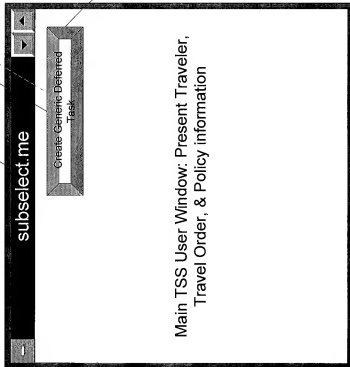 subselect.me
Create Generic Deferred
Task
Main TSS User Window: Present Traveler,
Travel Order, & Policy information